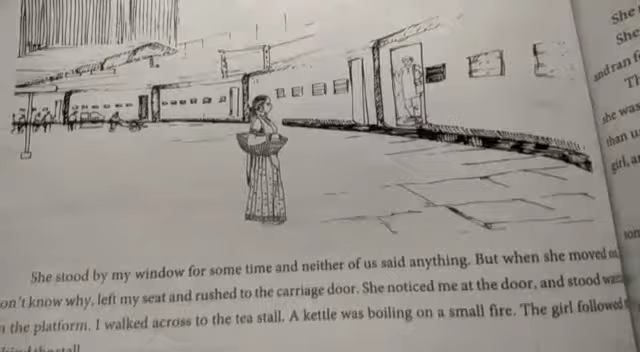 She stood by my window for some time and neither of us said anything. But when she moved
on't know why, left my seat and rushed to the carriage door. She noticed me at the door, and stood
the platform. I walked across to the tea stall. A kettle was boiling on a small fire. The girl followed
She
She
and ran
she was
than
girl,